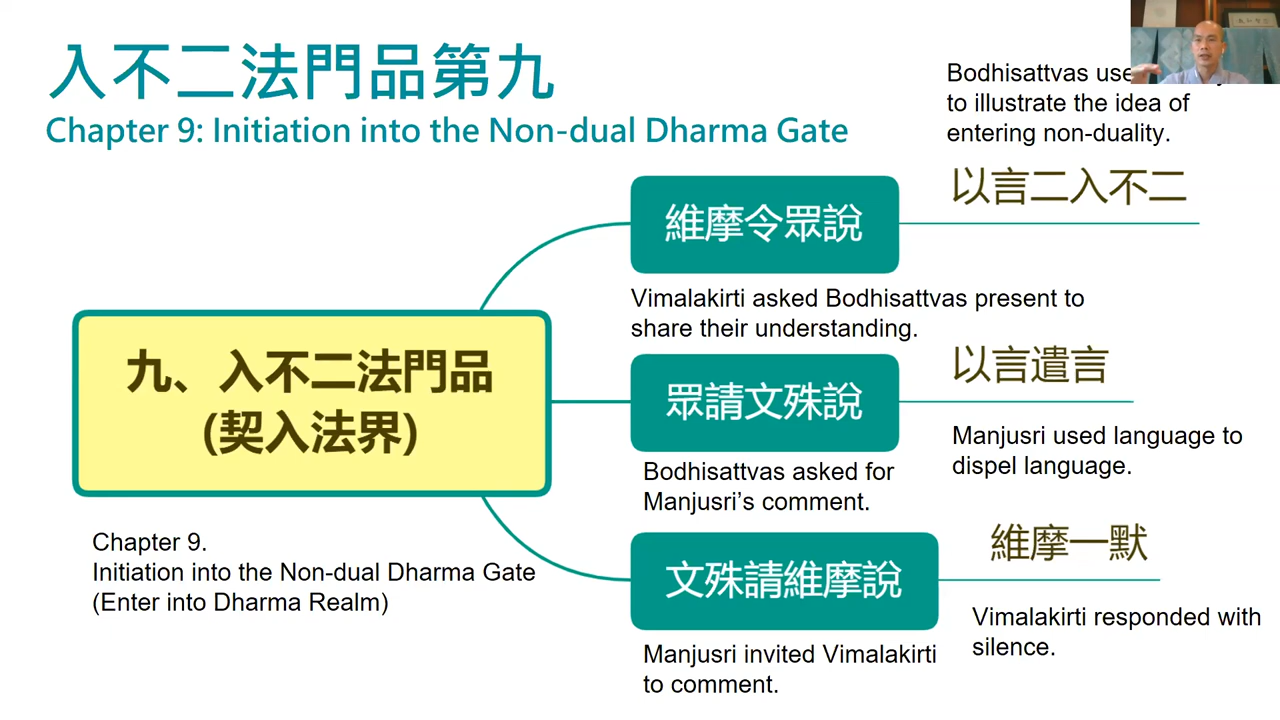 入不二法門品第九
Chapter 9: Initiation into the Non-dual Dharma Gate
Bodhisattvas use
to illustrate the idea of
entering non-duality.
維摩令眾說
以言二入不二
Vimalakirti asked Bodhisattvas present to
share their understanding.
九、入不二法門品
(契入法界)
眾請文殊說
以言遣言
Manjusri used language to
dispel language.
Bodhisattvas asked for
Manjusri’s comment.
Chapter 9.
Initiation into the Non-dual Dharma Gate
(Enter into Dharma Realm)
文殊請維摩說
維摩一默
Vimalakirti responded with
silence.
Manjusri invited Vimalakirti
to comment.